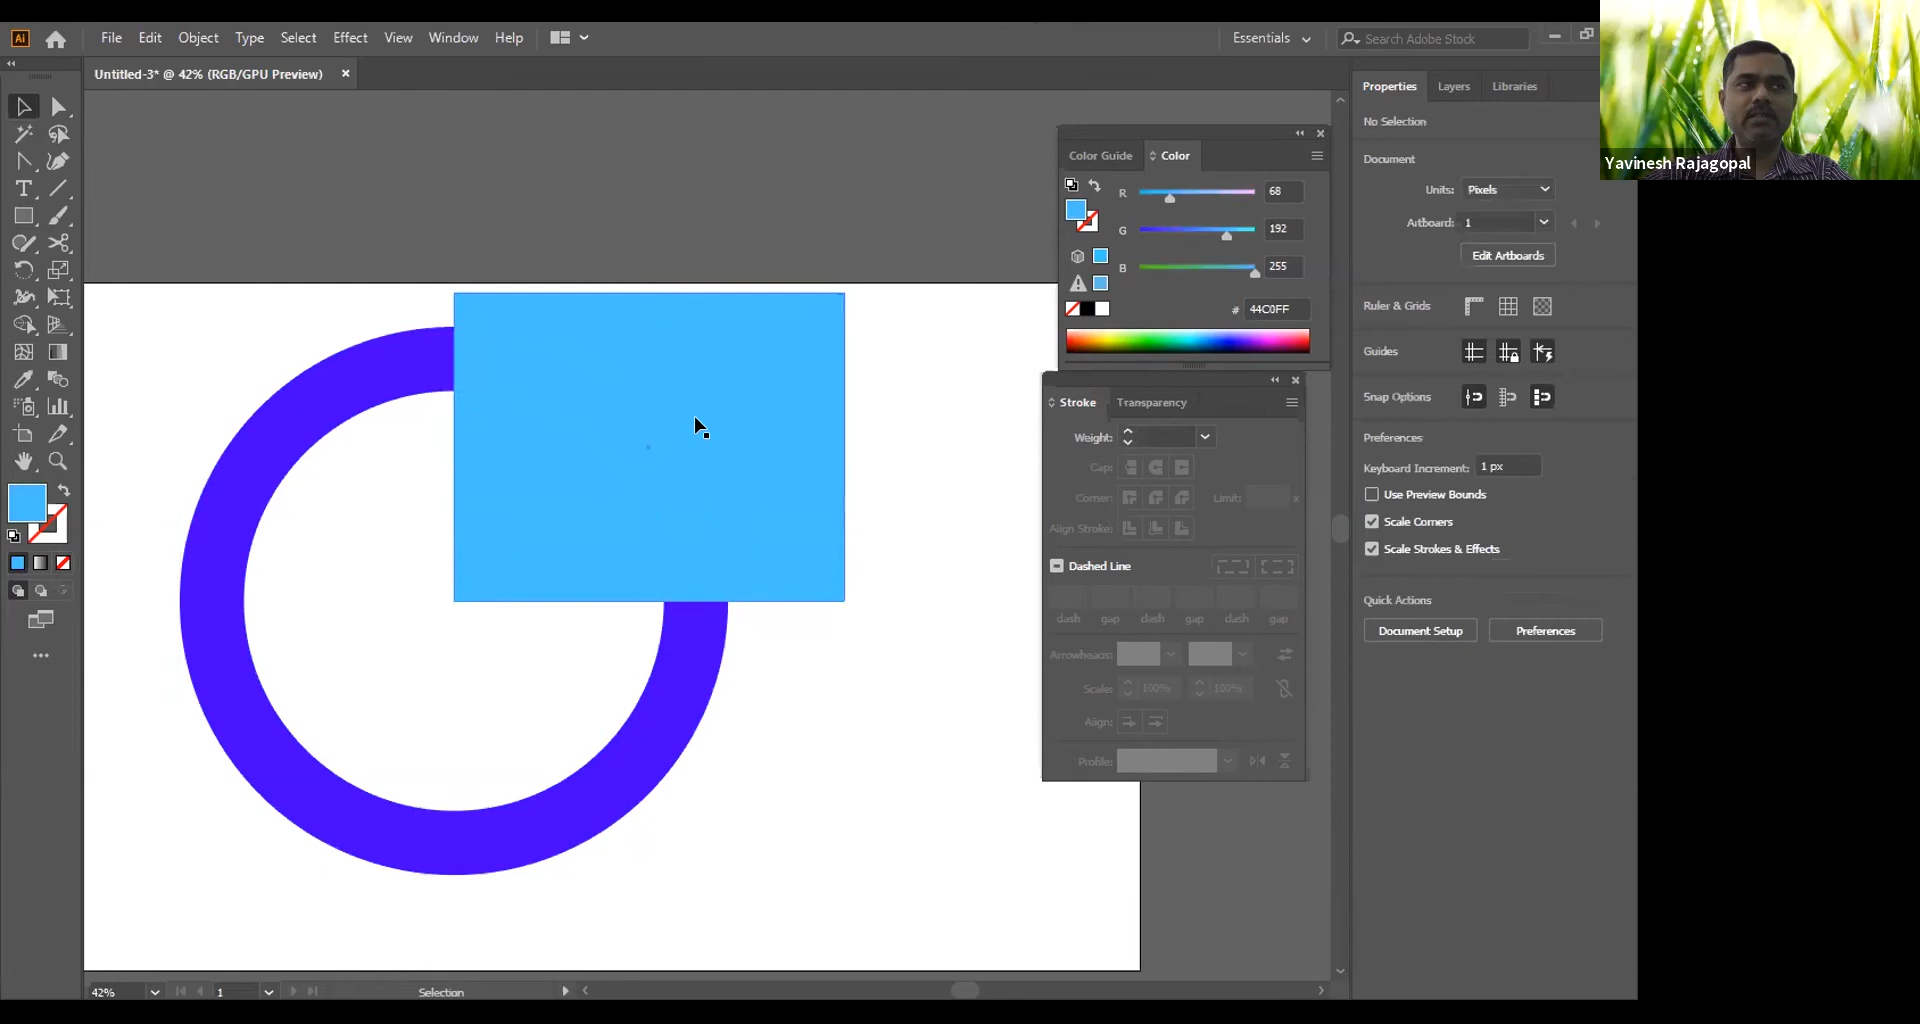 Ai File Edit Object Type Select Effect View Window Help Essentials Search Adobe Stock
Untitled-3* @ 42% (RGB/GPU Preview) ×
Properties Layers Libraries
No Selection
Document
Units: Pixels
Artboard: 1
Edit Artboards
Ruler & Grids
Guides
Snap Options
Preferences
Keyboard Increment: 1 px
Use Preview Bounds
Scale Corners
Scale Strokes & Effects
Quick Actions
Document Setup Preferences
Color Guide Color
R 68
G 192
B 255
# 44C0FF
Stroke Transparency
Weight:
Cap:
Corner: Limit: x
Align Stroke:
Dashed Line
dash gap dash gap dash gap
Arrowheads:
Scale: 100% 100%
Align:
Profile:
42% 1 Selection
Yavinesh Rajagopal